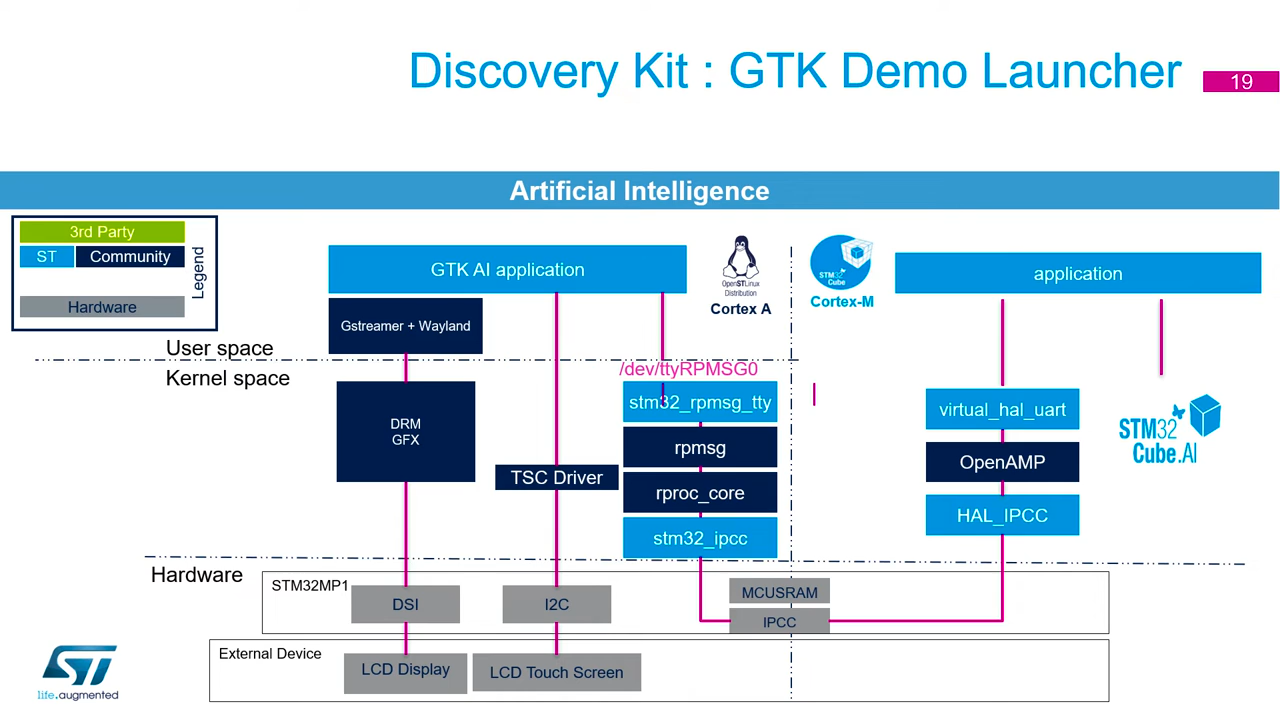 Discovery Kit : GTK Demo Launcher
19
Artificial Intelligence
3rd Party
ST
Community
Hardware
Legend
GTK AI application
OpenSTLinux
Distribution
Cortex A
STM32
Cube
Cortex-M
application
Gstreamer + Wayland
User space
Kernel space
/dev/ttyRPMSG0
DRM
GFX
TSC Driver
stm32_rpmsg_tty
rpmsg
rproc_core
stm32_ipcc
virtual_hal_uart
OpenAMP
HAL_IPCC
STM32
Cube.AI
Hardware
STM32MP1
DSI
I2C
MCUSRAM
IPCC
External Device
LCD Display
LCD Touch Screen
ST
life.augmented